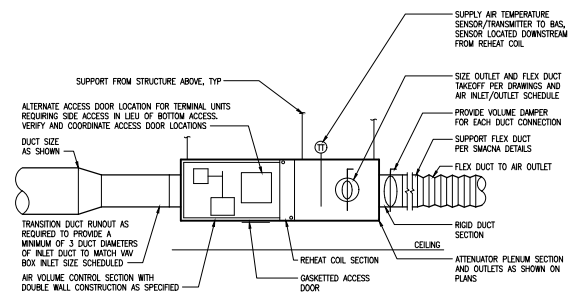 SUPPLY AIR TEMPERATURE
SENSOR/TRANSMITTER TO BAS,
SENSOR LOCATED DOWNSTREAM
FROM REHEAT COIL
SUPPORT FROM STRUCTURE ABOVE, TYP
SIZE OUTLET AND FLEX DUCT
TAKEOFF PER DRAWINGS AND
AIR INLET/OUTLET SCHEDULE
ALTERNATE ACCESS DOOR LOCATION FOR TERMINAL UNITS
REQUIRING SIDE ACCESS IN LIEU OF BOTTOM ACCESS.
VERIFY AND COORDINATE ACCESS DOOR LOCATIONS
PROVIDE VOLUME DAMPER
FOR EACH DUCT CONNECTION
DUCT SIZE
AS SHOWN
TT
SUPPORT FLEX DUCT
PER SMACNA DETAILS
FLEX DUCT TO AIR OUTLET
TRANSITION DUCT RUNOUT AS
REQUIRED TO PROVIDE A
MINIMUM OF 3 DUCT DIAMETERS
OF INLET DUCT TO MATCH VAV
BOX INLET SIZE SCHEDULED
RIGID DUCT
SECTION
CEILING
AIR VOLUME CONTROL SECTION WITH
DOUBLE WALL CONSTRUCTION AS SPECIFIED
REHEAT COIL SECTION
GASKETTED ACCESS
DOOR
ATTENUATOR PLENUM SECTION
AND OUTLETS AS SHOWN ON
PLANS